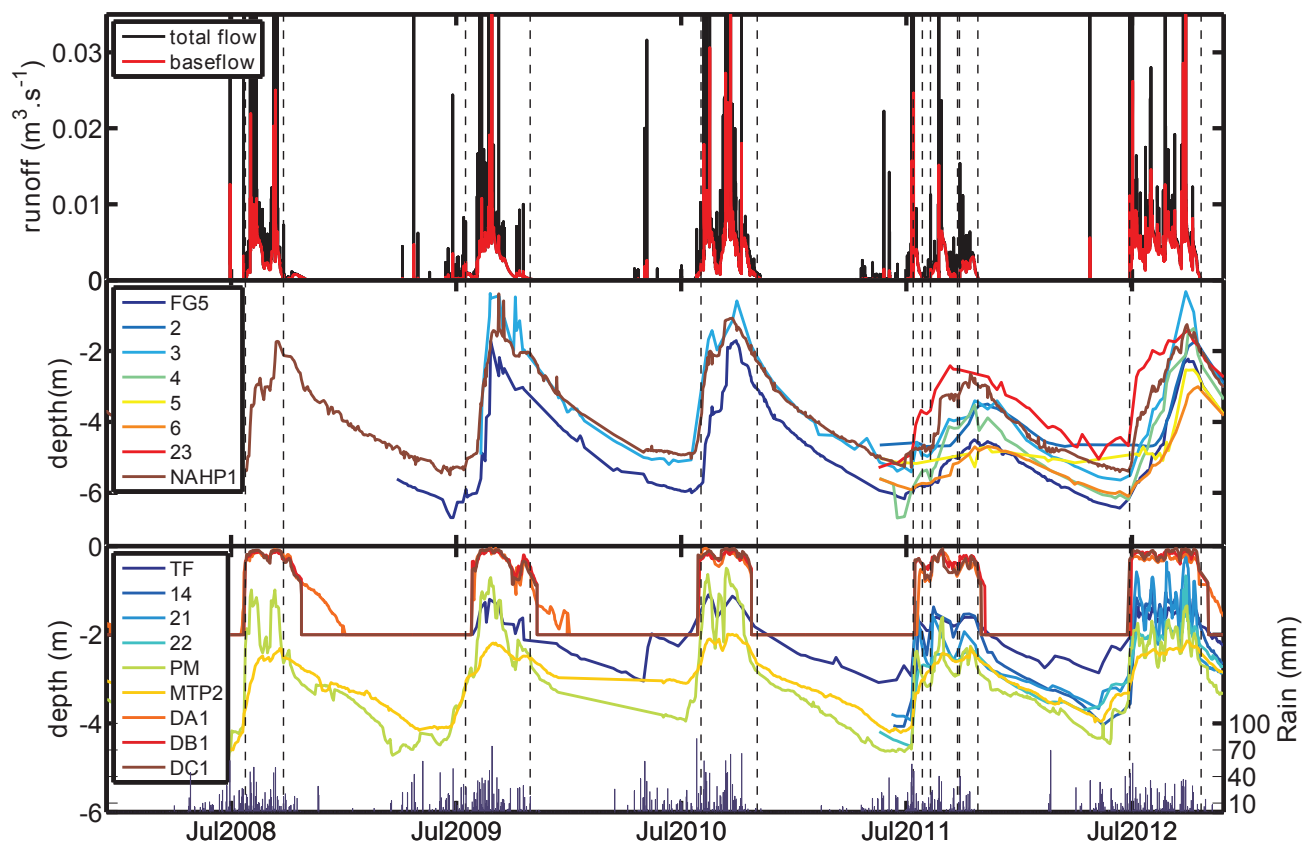 total flow
baseflow
runoff (m³.s⁻¹)
0.03
0.02
0.01
0
FG5
2
3
4
5
6
23
NAHP1
depth(m)
-2
-4
-6
0
TF
14
21
22
PM
MTP2
DA1
DB1
DC1
depth (m)
-2
-4
-6
100
70
40
10
Rain (mm)
Jul2008
Jul2009
Jul2010
Jul2011
Jul2012